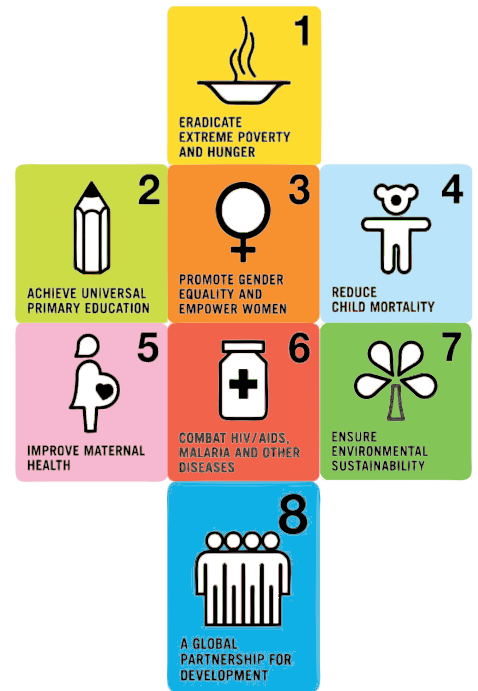 1
ERADICATE
EXTREME POVERTY
AND HUNGER
2
ACHIEVE UNIVERSAL
PRIMARY EDUCATION
3
PROMOTE GENDER
EQUALITY AND
EMPOWER WOMEN
4
REDUCE
CHILD MORTALITY
5
IMPROVE MATERNAL
HEALTH
6
COMBAT HIV/AIDS,
MALARIA AND OTHER
DISEASES
7
ENSURE
ENVIRONMENTAL
SUSTAINABILITY
8
A GLOBAL
PARTNERSHIP FOR
DEVELOPMENT